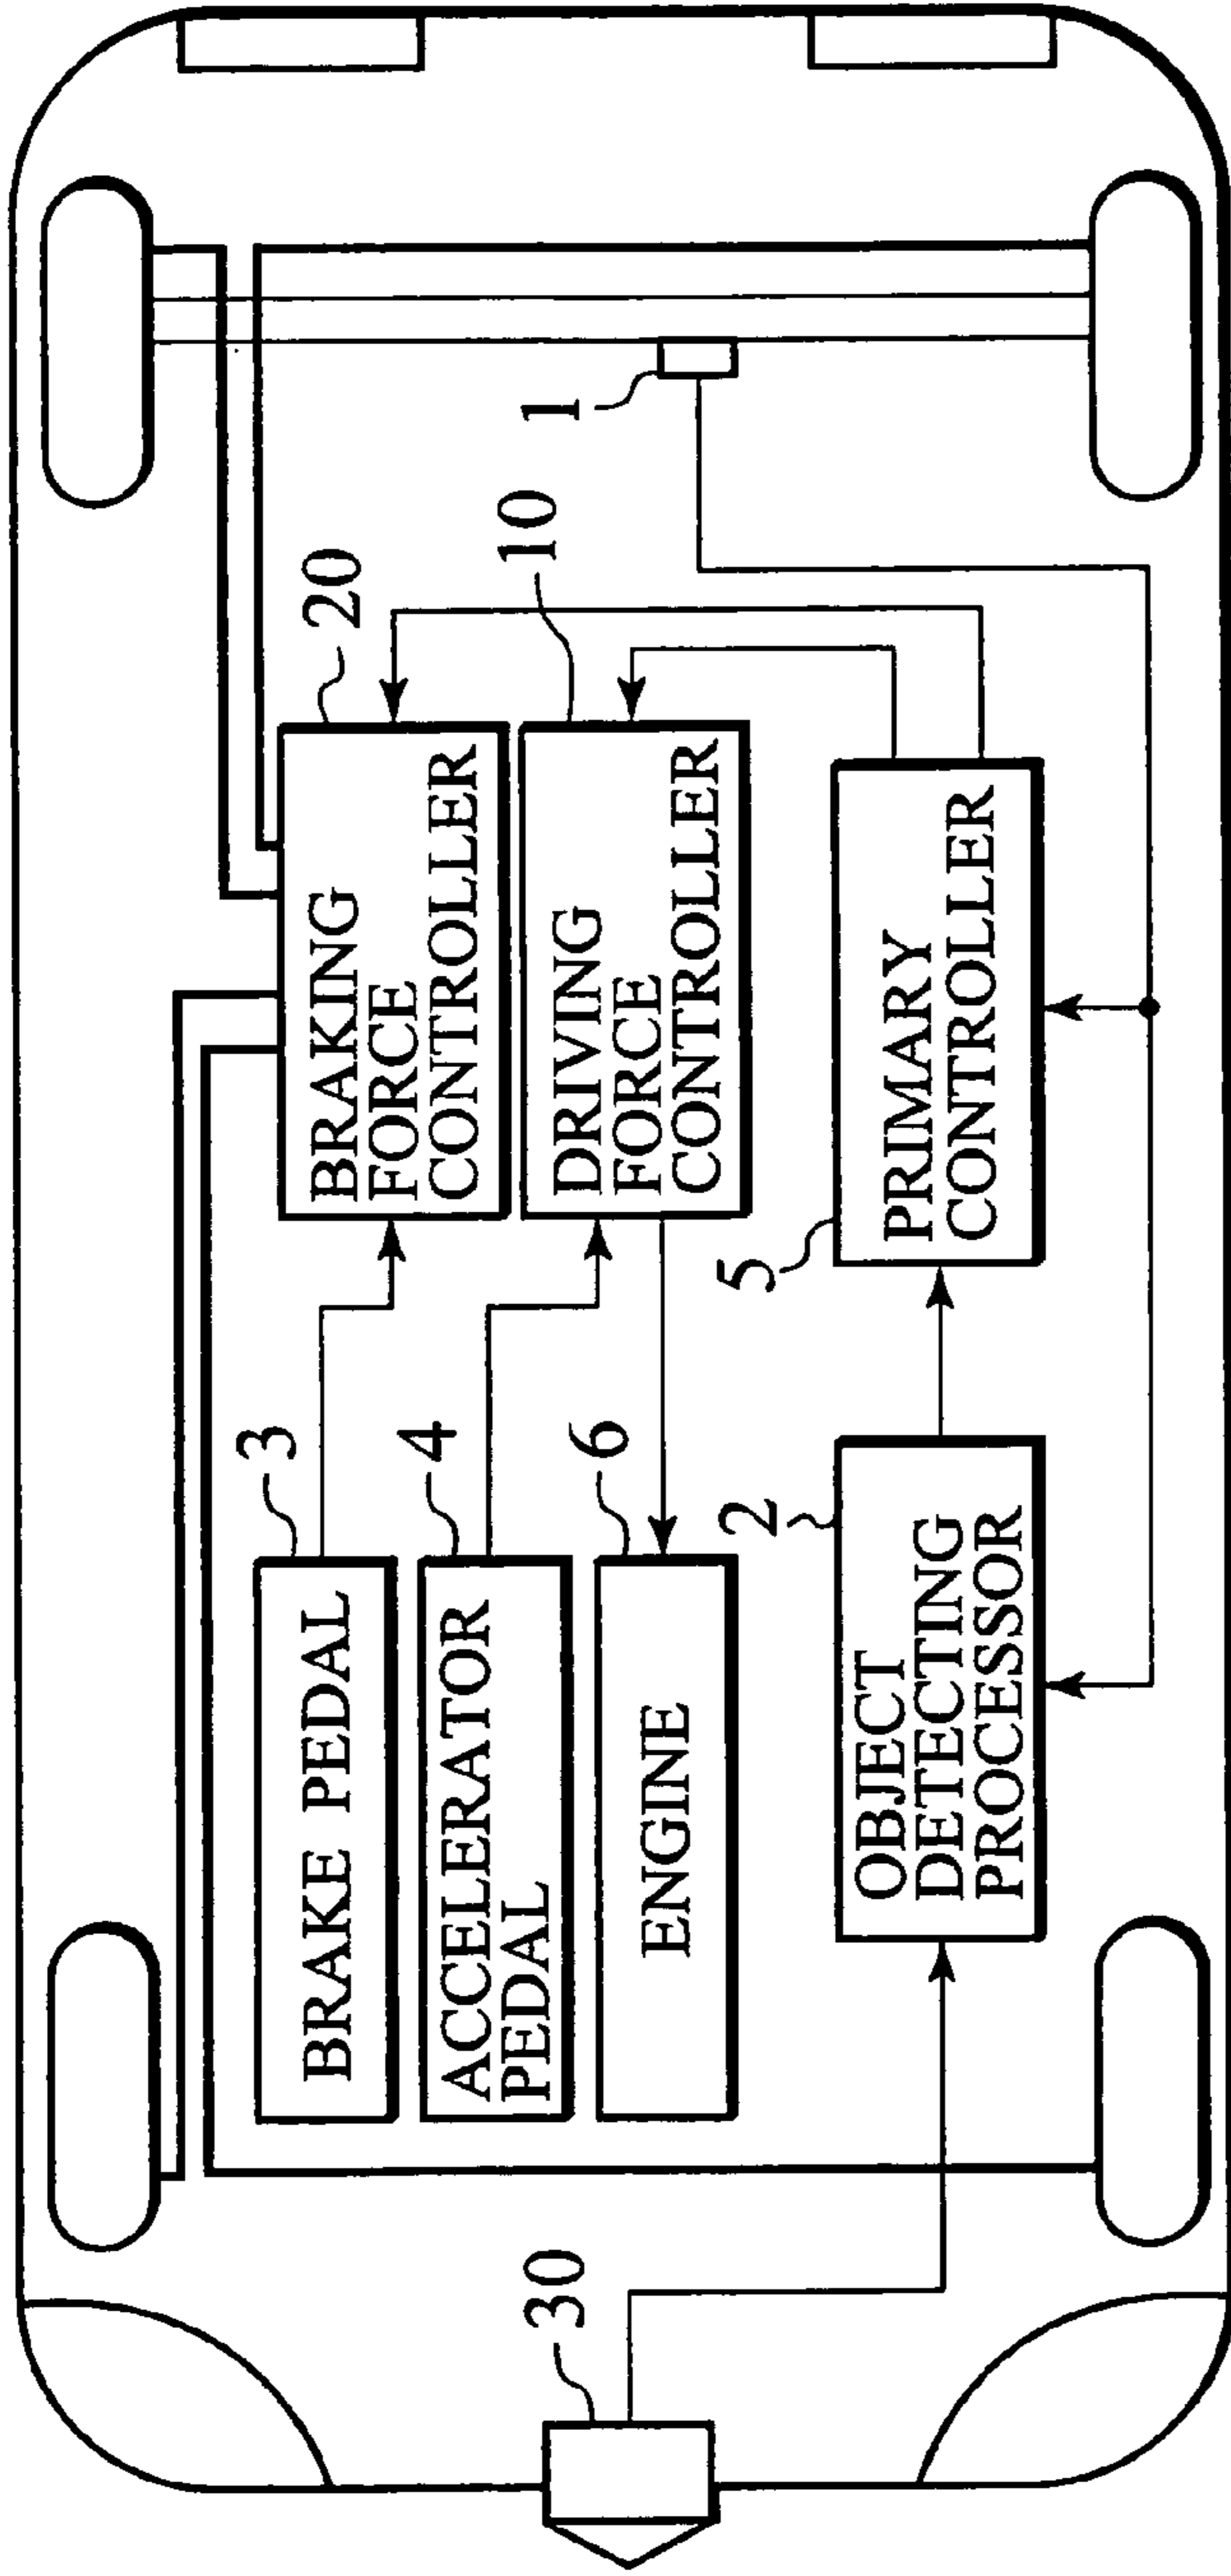 20
BRAKING
FORCE
CONTROLLER
10
DRIVING
FORCE
CONTROLLER
1
3
BRAKE PEDAL
4
ACCELERATOR
PEDAL
6
ENGINE
5
PRIMARY
CONTROLLER
2
OBJECT
DETECTING
PROCESSOR
30